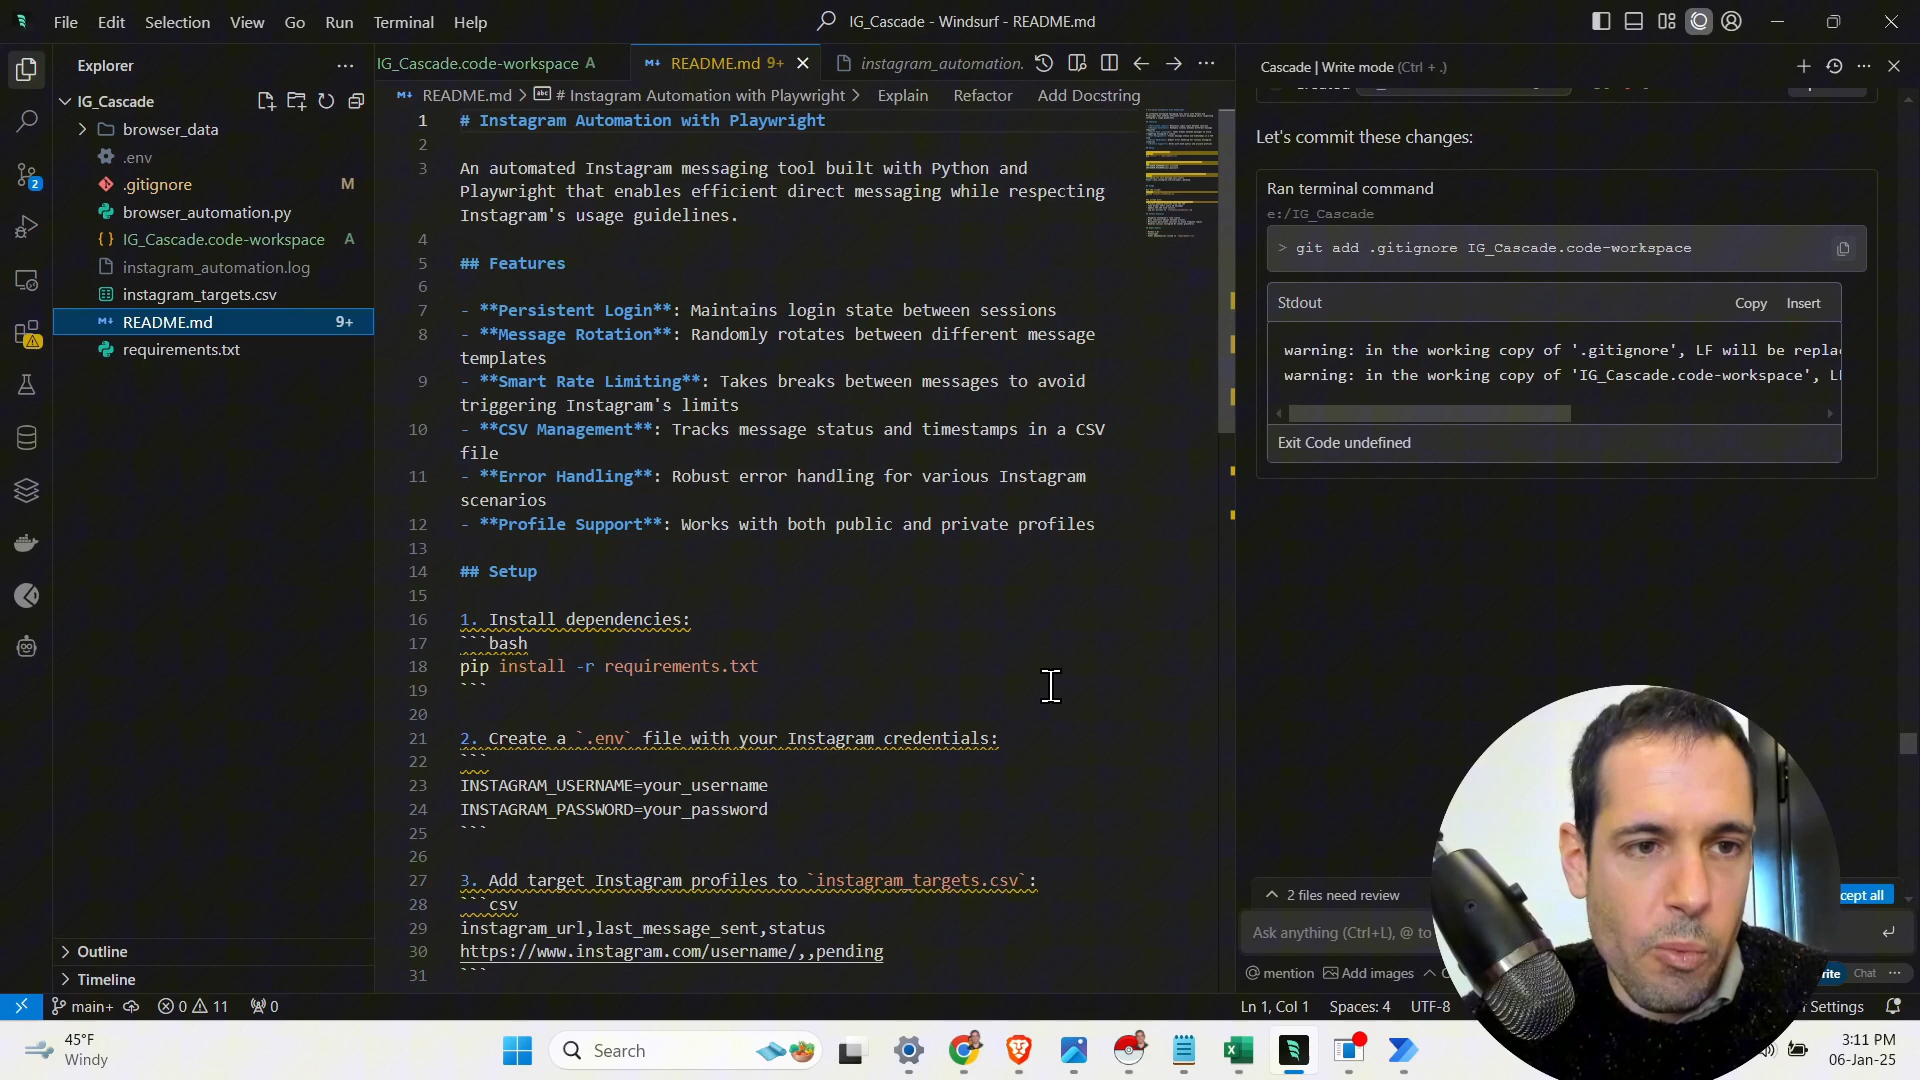 File Edit Selection View Go Run Terminal Help
IG_Cascade - Windsurf - README.md
Explorer
IG_Cascade
browser_data
.env
.gitignore M
browser_automation.py
IG_Cascade.code-workspace A
instagram_automation.log
instagram_targets.csv
README.md 9+
requirements.txt
Outline
Timeline
2
IG_Cascade.code-workspace A
README.md 9+
instagram_automation.
README.md > # Instagram Automation with Playwright > Explain Refactor Add Docstring
1 # Instagram Automation with Playwright
2
3 An automated Instagram messaging tool built with Python and
Playwright that enables efficient direct messaging while respecting
Instagram's usage guidelines.
4
5 ## Features
6
7 - **Persistent Login**: Maintains login state between sessions
8 - **Message Rotation**: Randomly rotates between different message
templates
9 - **Smart Rate Limiting**: Takes breaks between messages to avoid
triggering Instagram's limits
10 - **CSV Management**: Tracks message status and timestamps in a CSV
file
11 - **Error Handling**: Robust error handling for various Instagram
scenarios
12 - **Profile Support**: Works with both public and private profiles
13
14 ## Setup
15
16 1. Install dependencies:
17 ```bash
18 pip install -r requirements.txt
19 ```
20
21 2. Create a `.env` file with your Instagram credentials:
22 ```
23 INSTAGRAM_USERNAME=your_username
24 INSTAGRAM_PASSWORD=your_password
25 ```
26
27 3. Add target Instagram profiles to `instagram_targets.csv`:
28 ```csv
29 instagram_url,last_message_sent,status
30 https://www.instagram.com/username/,,pending
31 ```
Cascade | Write mode (Ctrl + .)
Let's commit these changes:
Ran terminal command
e:/IG_Cascade
> git add .gitignore IG_Cascade.code-workspace
Stdout Copy Insert
warning: in the working copy of '.gitignore', LF will be repla
warning: in the working copy of 'IG_Cascade.code-workspace', L
Exit Code undefined
2 files need review
cept all
Ask anything (Ctrl+L), @ to
@ mention Add images
rite Chat
main+ 0 11 0
Ln 1, Col 1 Spaces: 4 UTF-8
Settings
45°F
Windy
Search
3:11 PM
06-Jan-25